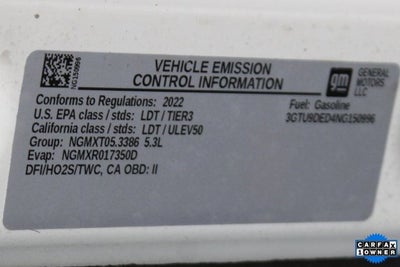 NG150996
VEHICLE EMISSION
CONTROL INFORMATION
gm
GENERAL
MOTORS
LLC
Conforms to Regulations: 2022
U.S. EPA class / stds: LDT / TIER3
California class / stds: LDT / ULEV50
Group: NGMXT05.3386 5.3L
Evap: NGMXR017350D
DFI/HO2S/TWC, CA OBD: II
Fuel: Gasoline
3GTU9DED4NG150996
CARFAX
1 OWNER